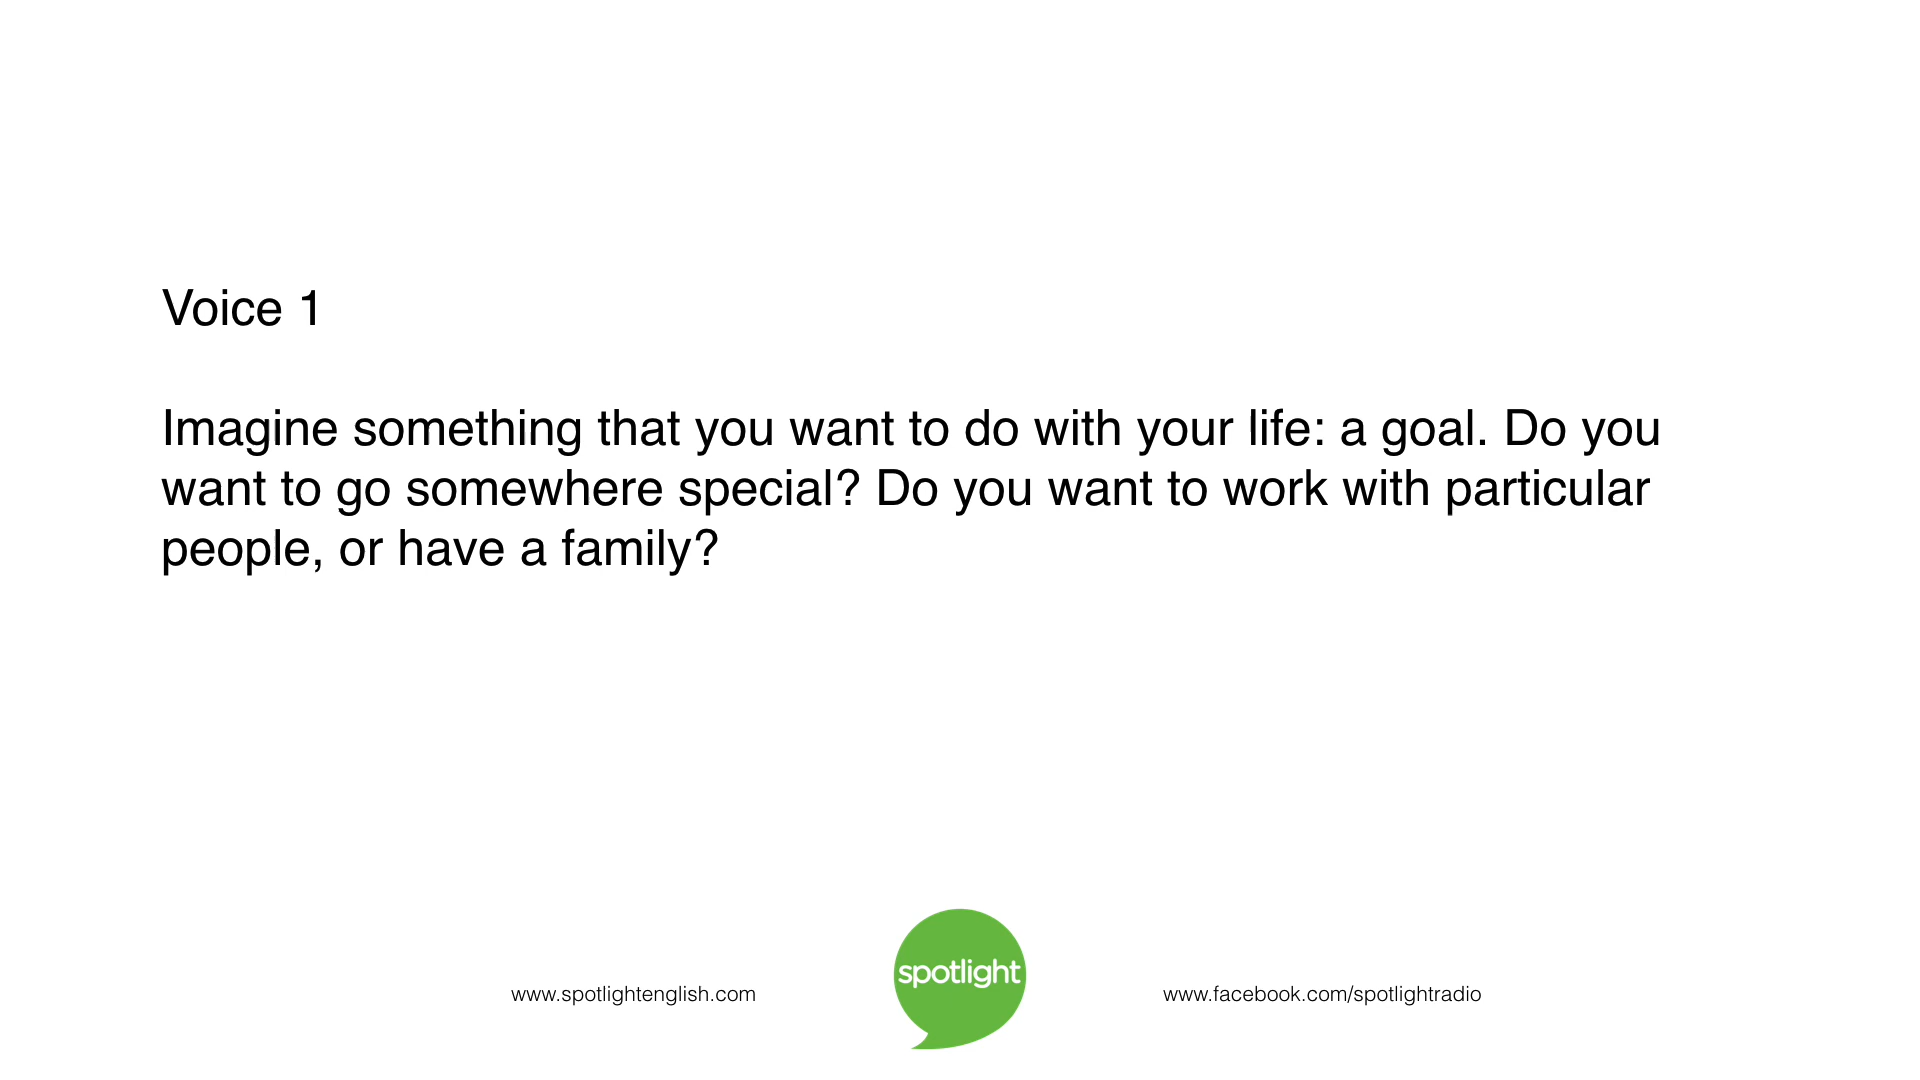 Voice 1
Imagine something that you want to do with your life: a goal. Do you
want to go somewhere special? Do you want to work with particular
people, or have a family?
spotlight
www.spotlightenglish.com
www.facebook.com/spotlightradio